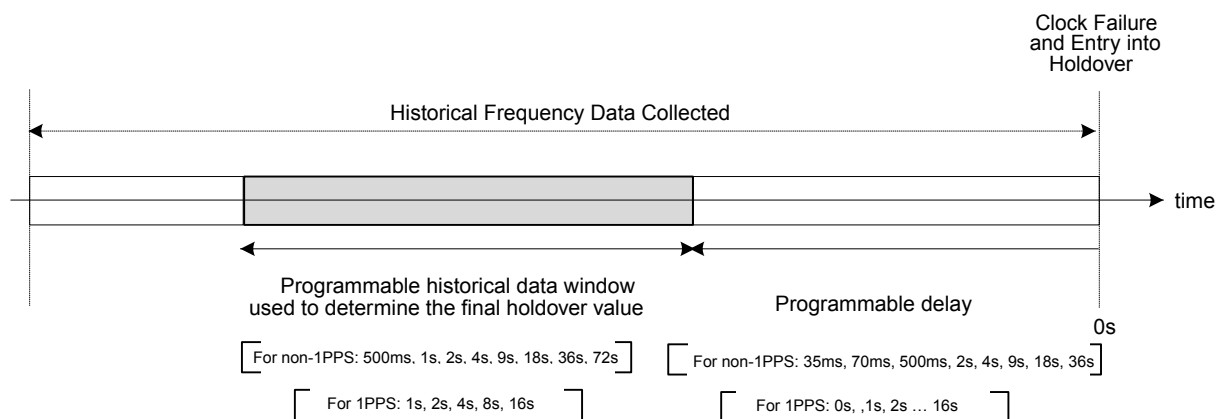 Clock Failure
and Entry into
Holdover
Historical Frequency Data Collected
time
Programmable historical data window
used to determine the final holdover value
Programmable delay
0s
For non-1PPS: 500ms, 1s, 2s, 4s, 9s, 18s, 36s, 72s
For non-1PPS: 35ms, 70ms, 500ms, 2s, 4s, 9s, 18s, 36s
For 1PPS: 1s, 2s, 4s, 8s, 16s
For 1PPS: 0s, ,1s, 2s … 16s